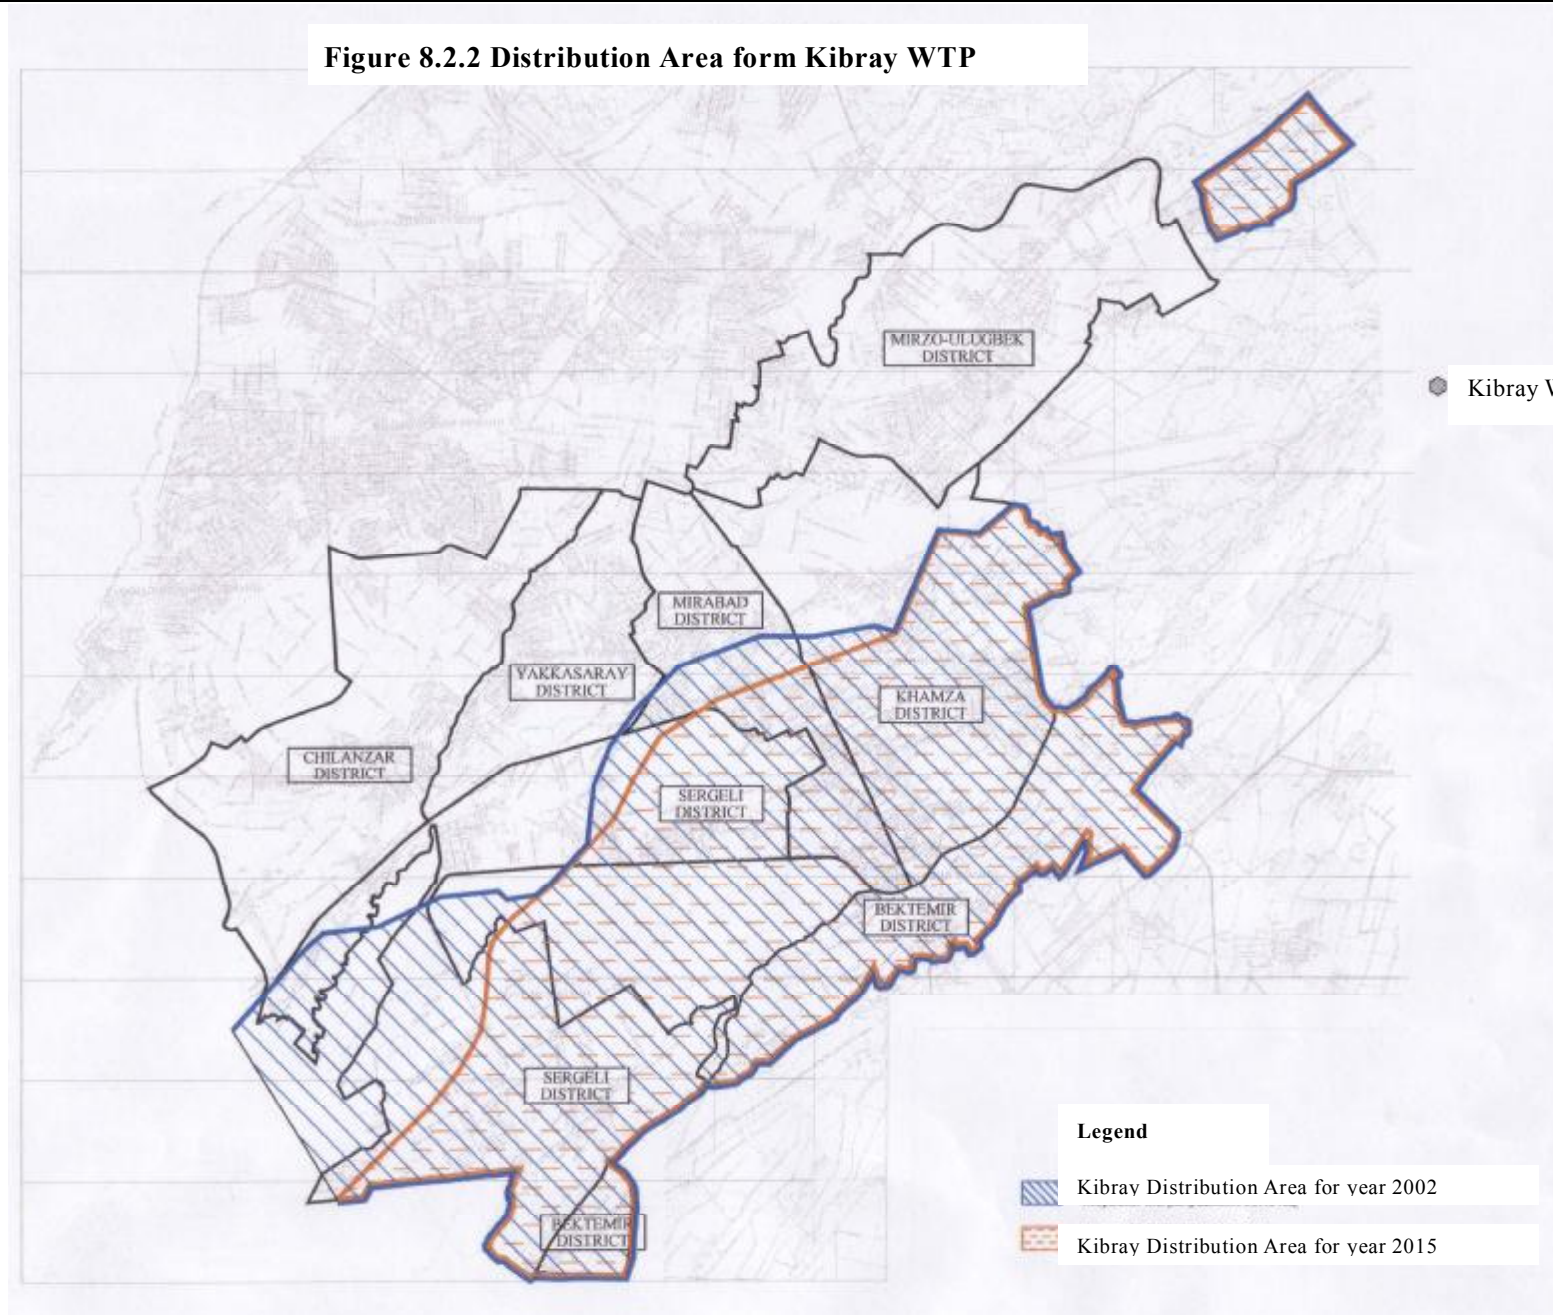 Figure 8.2.2 Distribution Area form Kibray WTP
MIRZO-ULUGBEK
DISTRICT
Kibray W
MIRABAD
DISTRICT
YAKKASARAY
DISTRICT
KHAMZA
DISTRICT
CHILANZAR
DISTRICT
SERGELI
DISTRICT
BEKTEMIR
DISTRICT
SERGELI
DISTRICT
BEKTEMIR
DISTRICT
Legend
Kibray Distribution Area for year 2002
Kibray Distribution Area for year 2015